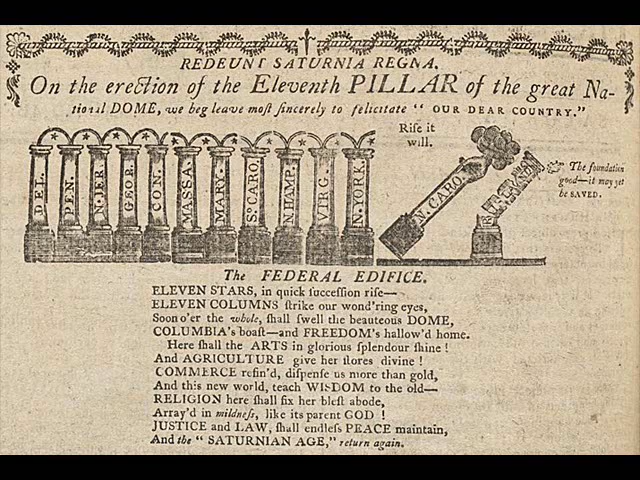 REDEUNT SATURNIA REGNA.
On the erection of the Eleventh PILLAR of the great Na-
tional DOME, we beg leave moſt ſincerely to felicitate " OUR DEAR COUNTRY."
Riſe it
will.
The foundation
good—it may yet
be SAVED.
DEL.
PEN.
N.JER.
GEOR.
CON.
MASSA.
MARY.
So. CARO.
N.HAMP.
VIRG.
N.YORK.
N. CARO.
The FEDERAL EDIFICE.
ELEVEN STARS, in quick ſucceſſion riſe—
ELEVEN COLUMNS ſtrike our wond'ring eyes,
Soon o'er the whole, ſhall ſwell the beauteous DOME,
COLUMBIA's boaſt—and FREEDOM's hallow'd home.
Here ſhall the ARTS in glorious ſplendour ſhine !
And AGRICULTURE give her ſtores divine !
COMMERCE refin'd, diſpenſe us more than gold,
And this new world, teach WISDOM to the old—
RELIGION here ſhall fix her bleſt abode,
Array'd in mildneſs, like its parent GOD !
JUSTICE and LAW, ſhall endleſs PEACE maintain,
And the " SATURNIAN AGE," return again.